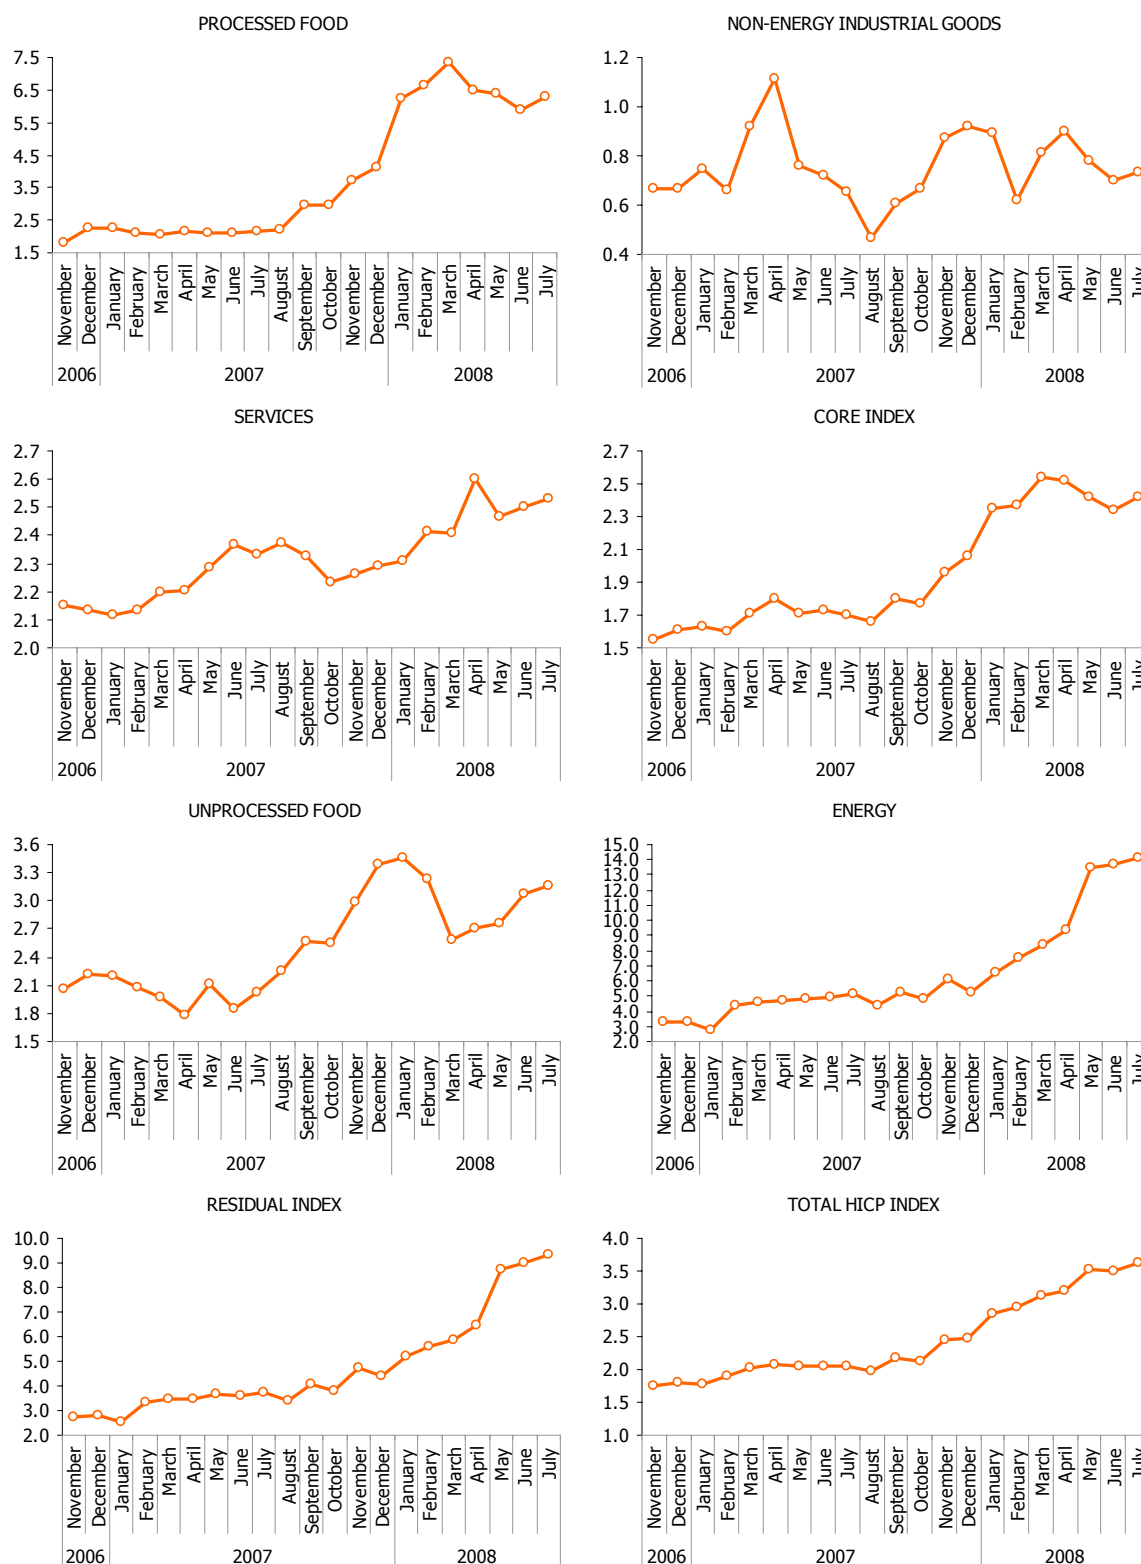 PROCESSED FOOD
7.5
6.5
5.5
4.5
3.5
2.5
1.5
November December January February March April May June July August September October November December January February March April May June July
2006 2007 2008
NON-ENERGY INDUSTRIAL GOODS
1.2
1.0
0.8
0.6
0.4
November December January February March April May June July August September October November December January February March April May June July
2006 2007 2008
SERVICES
2.7
2.6
2.5
2.4
2.3
2.2
2.1
2.0
November December January February March April May June July August September October November December January February March April May June July
2006 2007 2008
CORE INDEX
2.7
2.5
2.3
2.1
1.9
1.7
1.5
November December January February March April May June July August September October November December January February March April May June July
2006 2007 2008
UNPROCESSED FOOD
3.6
3.3
3.0
2.7
2.4
2.1
1.8
1.5
November December January February March April May June July August September October November December January February March April May June July
2006 2007 2008
ENERGY
15.0
14.0
13.0
12.0
11.0
10.0
9.0
8.0
7.0
6.0
5.0
4.0
3.0
2.0
November December January February March April May June July August September October November December January February March April May June July
2006 2007 2008
RESIDUAL INDEX
10.0
9.0
8.0
7.0
6.0
5.0
4.0
3.0
2.0
November December January February March April May June July August September October November December January February March April May June July
2006 2007 2008
TOTAL HICP INDEX
4.0
3.5
3.0
2.5
2.0
1.5
1.0
November December January February March April May June July August September October November December January February March April May June July
2006 2007 2008